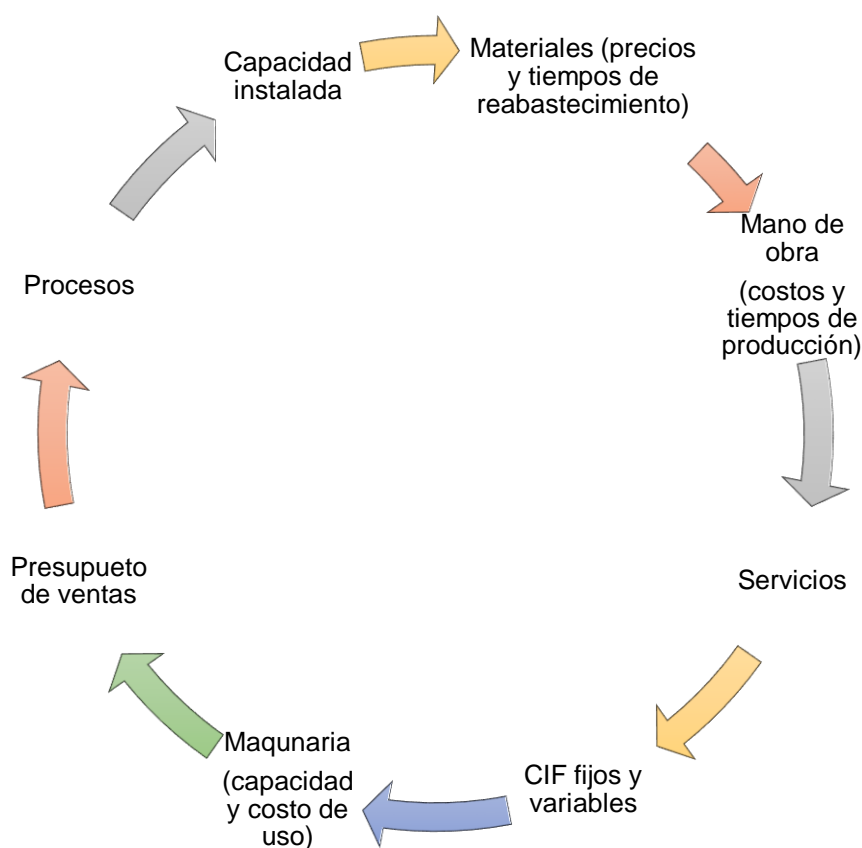 Capacidad
instalada
Materiales (precios
y tiempos de
reabastecimiento)
Mano de
obra
(costos y
tiempos de
producción)
Servicios
CIF fijos y
variables
Maqunaria
(capacidad
y costo de
uso)
Presupueto
de ventas
Procesos